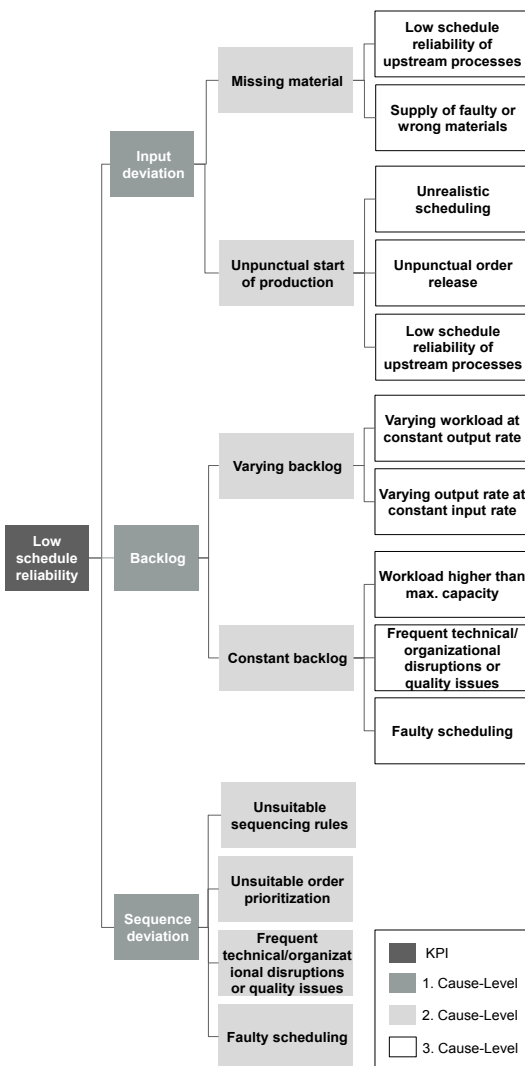 Low schedule
reliability of
upstream processes
Missing material
Supply of faulty or
wrong materials
Input
deviation
Unrealistic
scheduling
Unpunctual start
of production
Unpunctual order
release
Low schedule
reliability of
upstream processes
Varying workload at
constant output rate
Varying backlog
Varying output rate at
constant input rate
Low
schedule
reliability
Backlog
Workload higher than
max. capacity
Constant backlog
Frequent technical/
organizational
disruptions or
quality issues
Faulty scheduling
Unsuitable
sequencing rules
Unsuitable order
prioritization
Sequence
deviation
Frequent
technical/organizat
ional disruptions
or quality issues
Faulty scheduling
KPI
1. Cause-Level
2. Cause-Level
3. Cause-Level